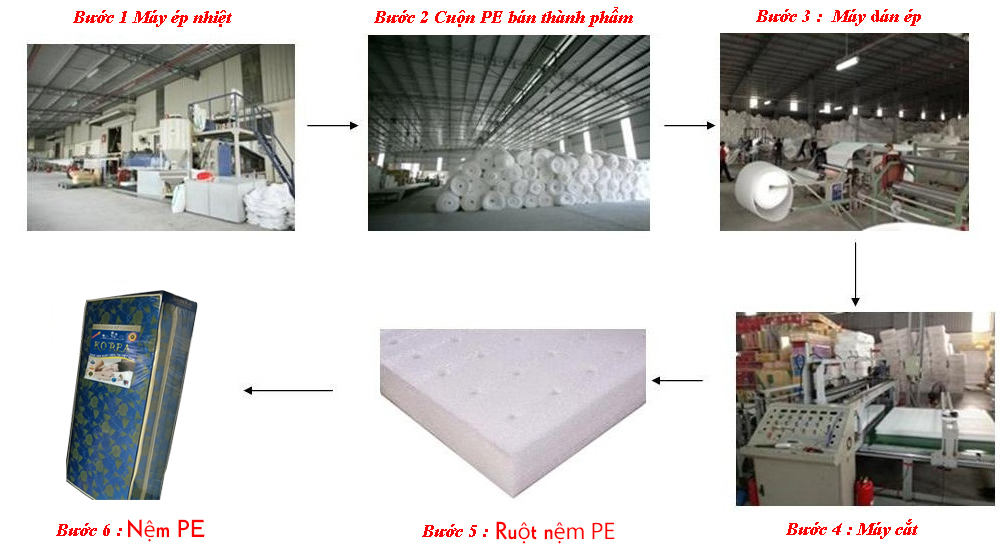 Bước 1 Máy ép nhiệt
Bước 2 Cuộn PE bán thành phẩm
Bước 3 : Máy dán ép
KORPA
Bước 6 : Nệm PE
Bước 5 : Ruột nệm PE
Bước 4 : Máy cắt